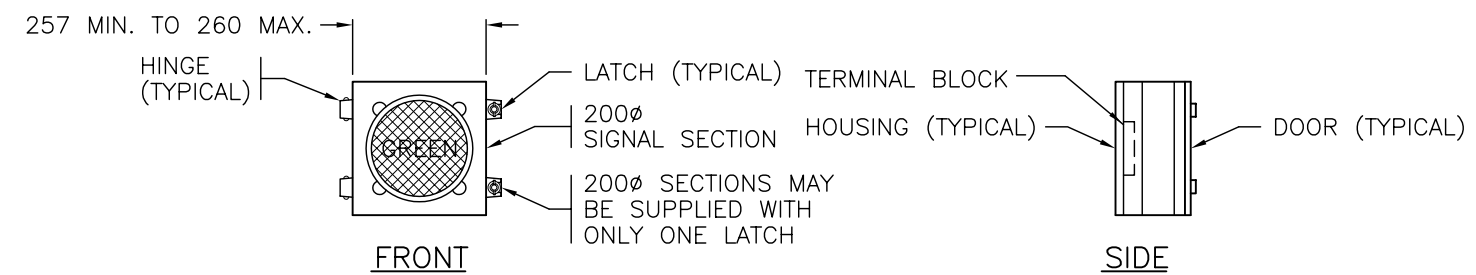 257 MIN. TO 260 MAX.
HINGE
(TYPICAL)
GREEN
LATCH (TYPICAL)
200ø
SIGNAL SECTION
200ø SECTIONS MAY
BE SUPPLIED WITH
ONLY ONE LATCH
FRONT
TERMINAL BLOCK
HOUSING (TYPICAL)
DOOR (TYPICAL)
SIDE